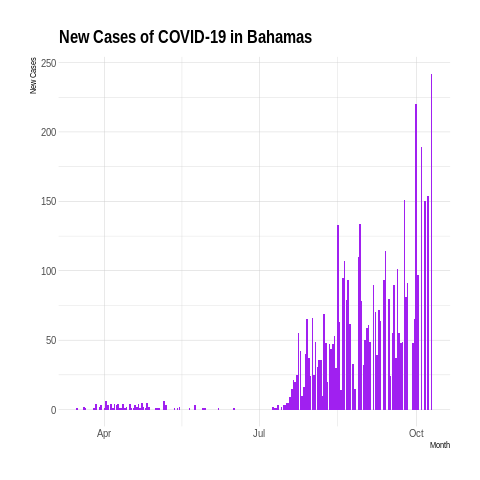 New Cases of COVID-19 in Bahamas
New Cases
250
200
150
100
50
0
Apr
Jul
Oct
Month